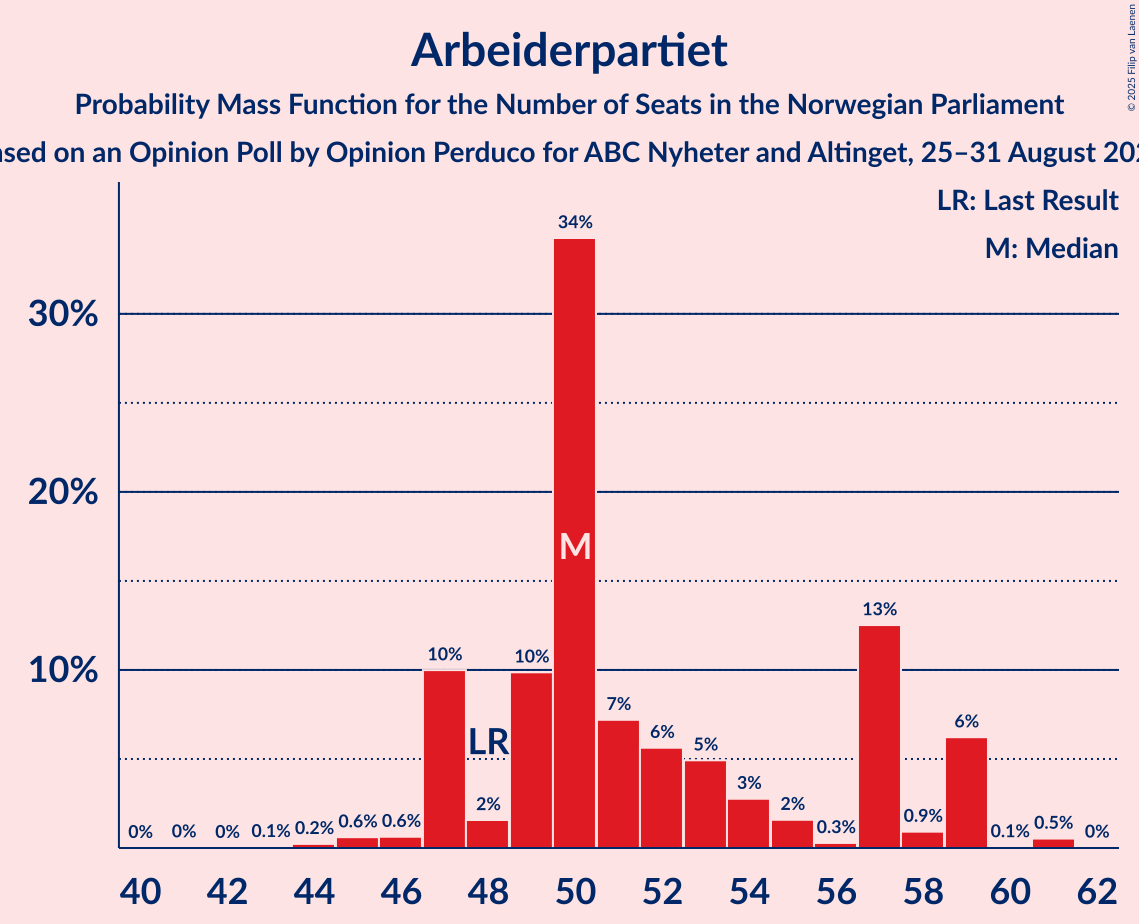 Arbeiderpartiet
Probability Mass Function for the Number of Seats in the Norwegian Parliament
on an Opinion Poll by Opinion Perduco for ABC Nyheter and Altinget, 25–31 August
© 2025 Filip van Laenen
LR: Last Result
M: Median
34%
30%
20%
M
13%
10%
10%
10%
7%
LR
6%
5%
6%
3%
2%
2%
0%
0%
0%
0.1%
0.2%
0.6%
0.6%
0.3%
0.9%
0.1%
0.5%
0%
40 42 44 46 48 50 52 54 56 58 60 62